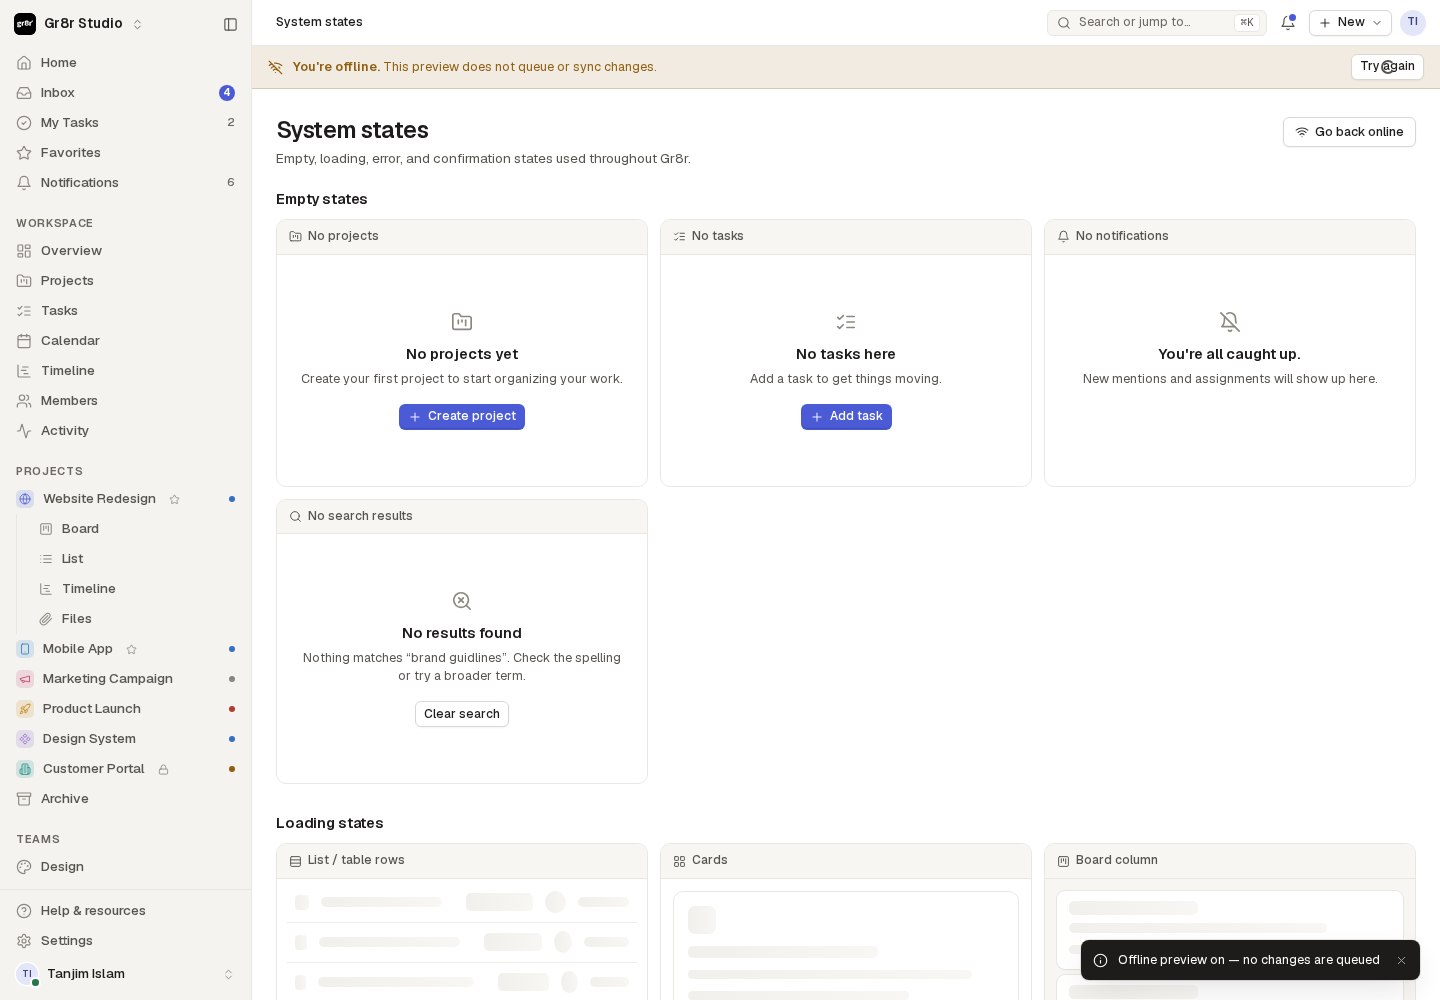 gr8r
Gr8r Studio
Home
Inbox
4
My Tasks
2
Favorites
Notifications
6
WORKSPACE
Overview
Projects
Tasks
Calendar
Timeline
Members
Activity
PROJECTS
Website Redesign
Board
List
Timeline
Files
Mobile App
Marketing Campaign
Product Launch
Design System
Customer Portal
Archive
TEAMS
Design
Help & resources
Settings
TI
Tanjim Islam
System states
Search or jump to...
⌘K
New
TI
You're offline. This preview does not queue or sync changes.
Try again
System states
Go back online
Empty, loading, error, and confirmation states used throughout Gr8r.
Empty states
No projects
No projects yet
Create your first project to start organizing your work.
Create project
No tasks
No tasks here
Add a task to get things moving.
Add task
No notifications
You're all caught up.
New mentions and assignments will show up here.
No search results
No results found
Nothing matches “brand guidlines”. Check the spelling
or try a broader term.
Clear search
Loading states
List / table rows
Cards
Board column
Offline preview on — no changes are queued